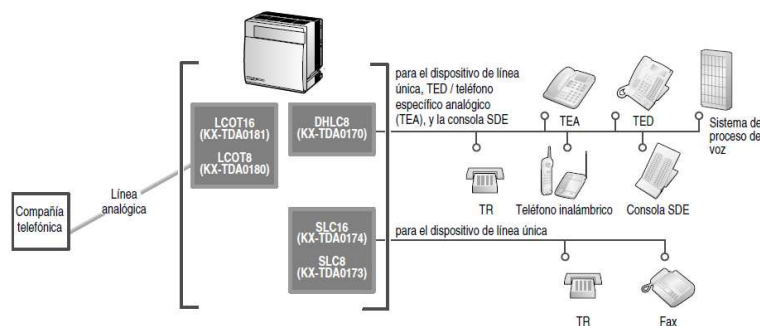 Compañía
telefónica
Línea
analógica
LCOT16
(KX-TDA0181)
LCOT8
(KX-TDA0180)
DHLC8
(KX-TDA0170)
SLC16
(KX-TDA0174)
SLC8
(KX-TDA0173)
para el dispositivo de línea
única, TED / teléfono
específico analógico
(TEA), y la consola SDE
TEA
TED
Sistema de
proceso de
voz
TR
Teléfono inalámbrico
Consola SDE
para el dispositivo de línea única
TR
Fax